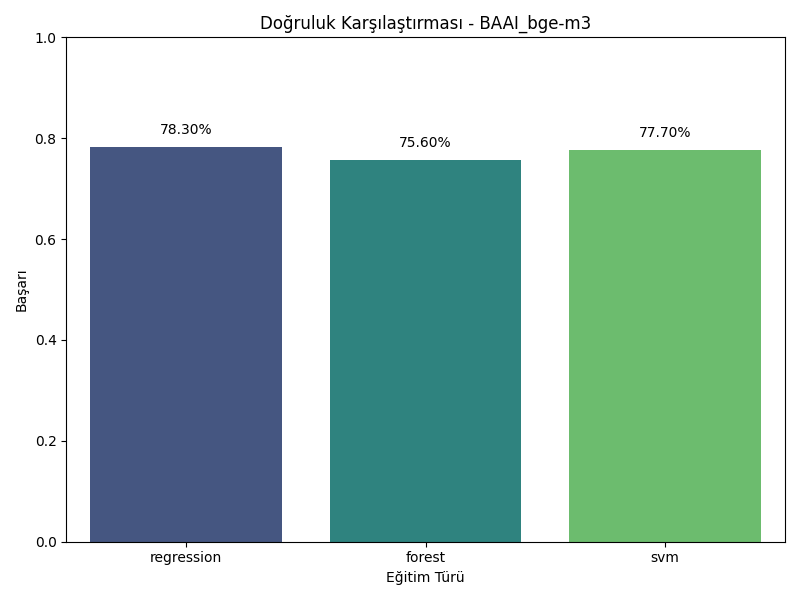 Doğruluk Karşılaştırması - BAAI_bge-m3
1.0
0.8
0.6
0.4
0.2
0.0
Başarı
78.30%
75.60%
77.70%
regression
forest
svm
Eğitim Türü